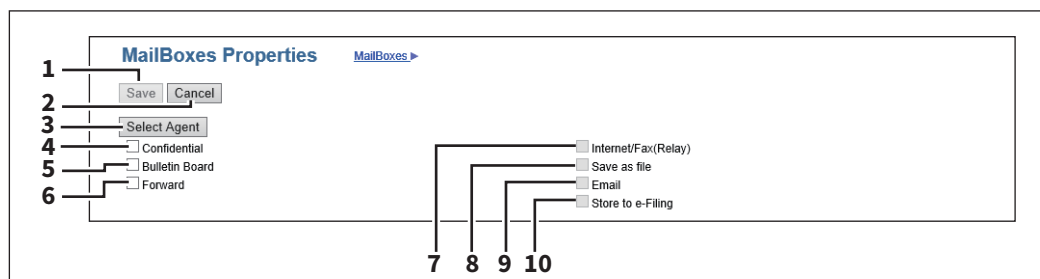 MailBoxes Properties MailBoxes ▶
1
Save Cancel
2
3 Select Agent
4 Confidential Internet/Fax(Relay)
5 Bulletin Board Save as file
6 Forward Email
Store to e-Filing
7 8 9 10